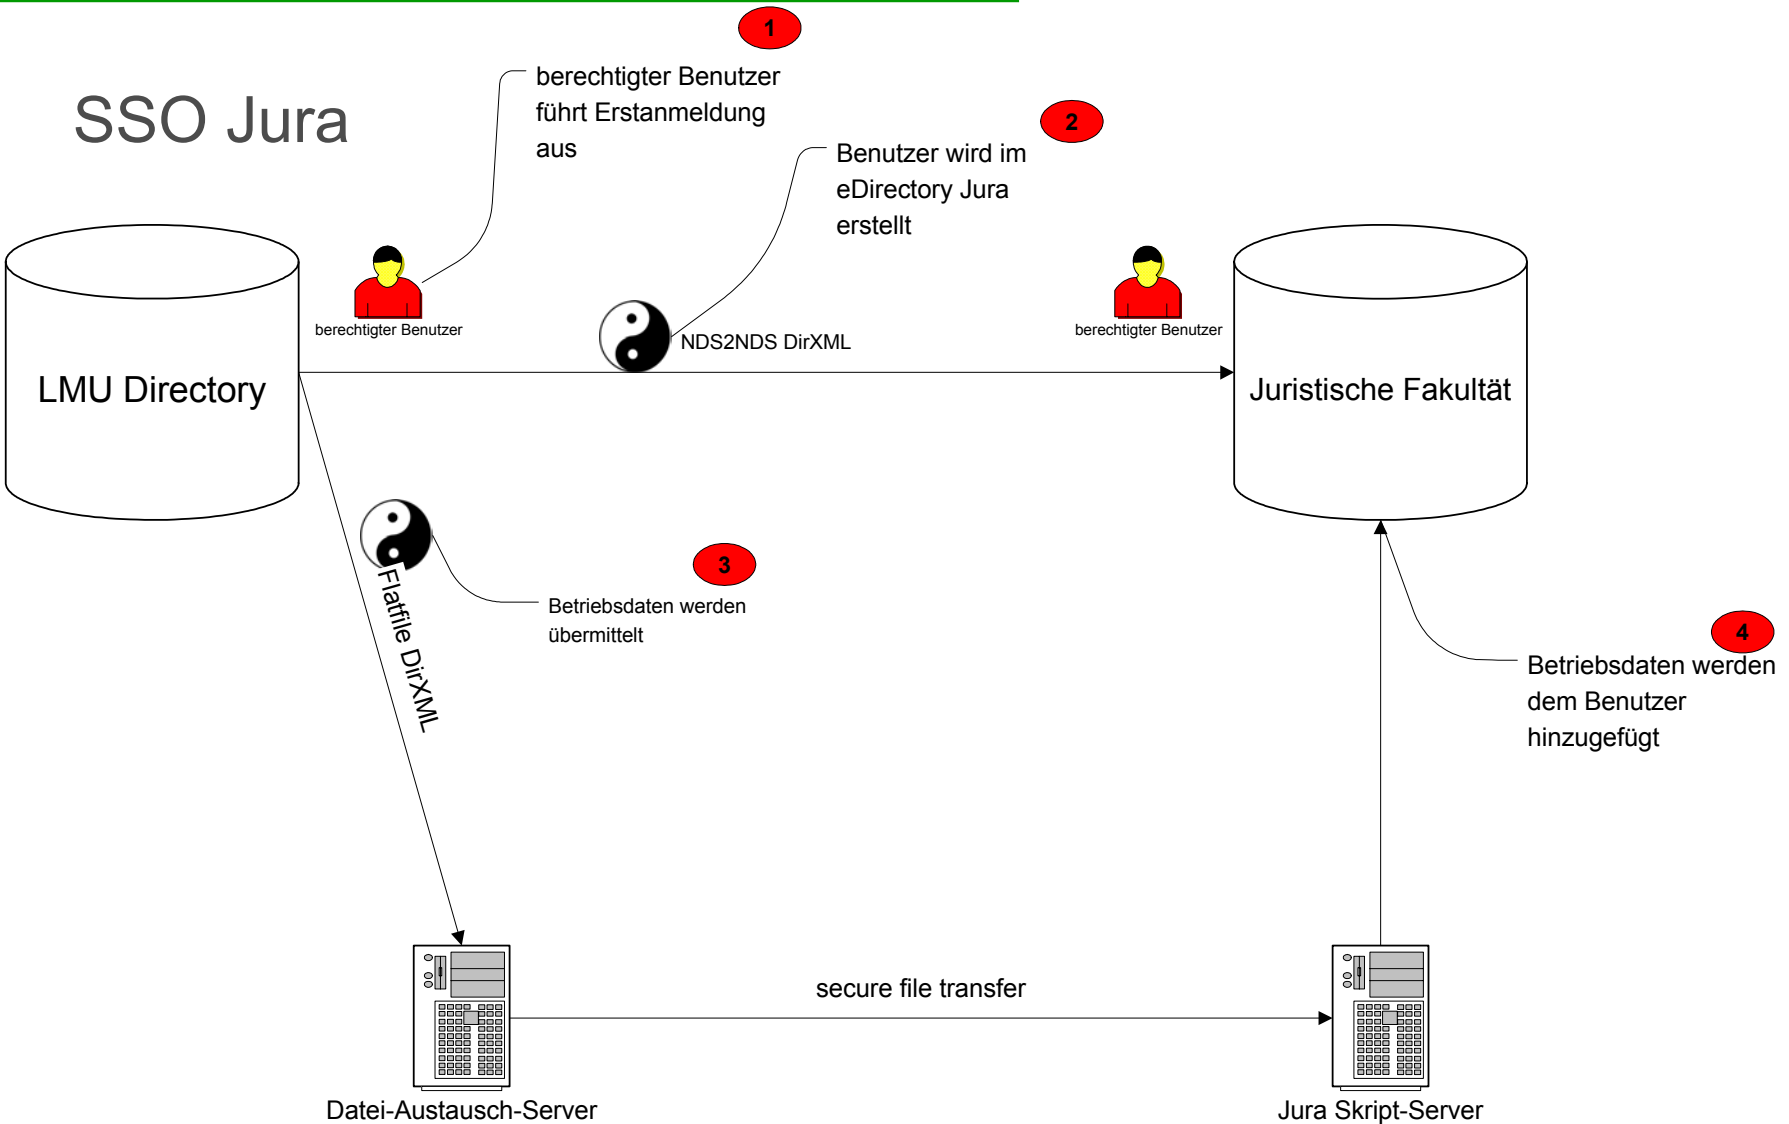 SSO Jura
1
berechtigter Benutzer
führt Erstanmeldung
aus
2
Benutzer wird im
eDirectory Jura
erstellt
berechtigter Benutzer
NDS2NDS DirXML
berechtigter Benutzer
LMU Directory
Juristische Fakultät
Flatfile DirXML
3
Betriebsdaten werden
übermittelt
4
Betriebsdaten werden
dem Benutzer
hinzugefügt
secure file transfer
Datei-Austausch-Server
Jura Skript-Server